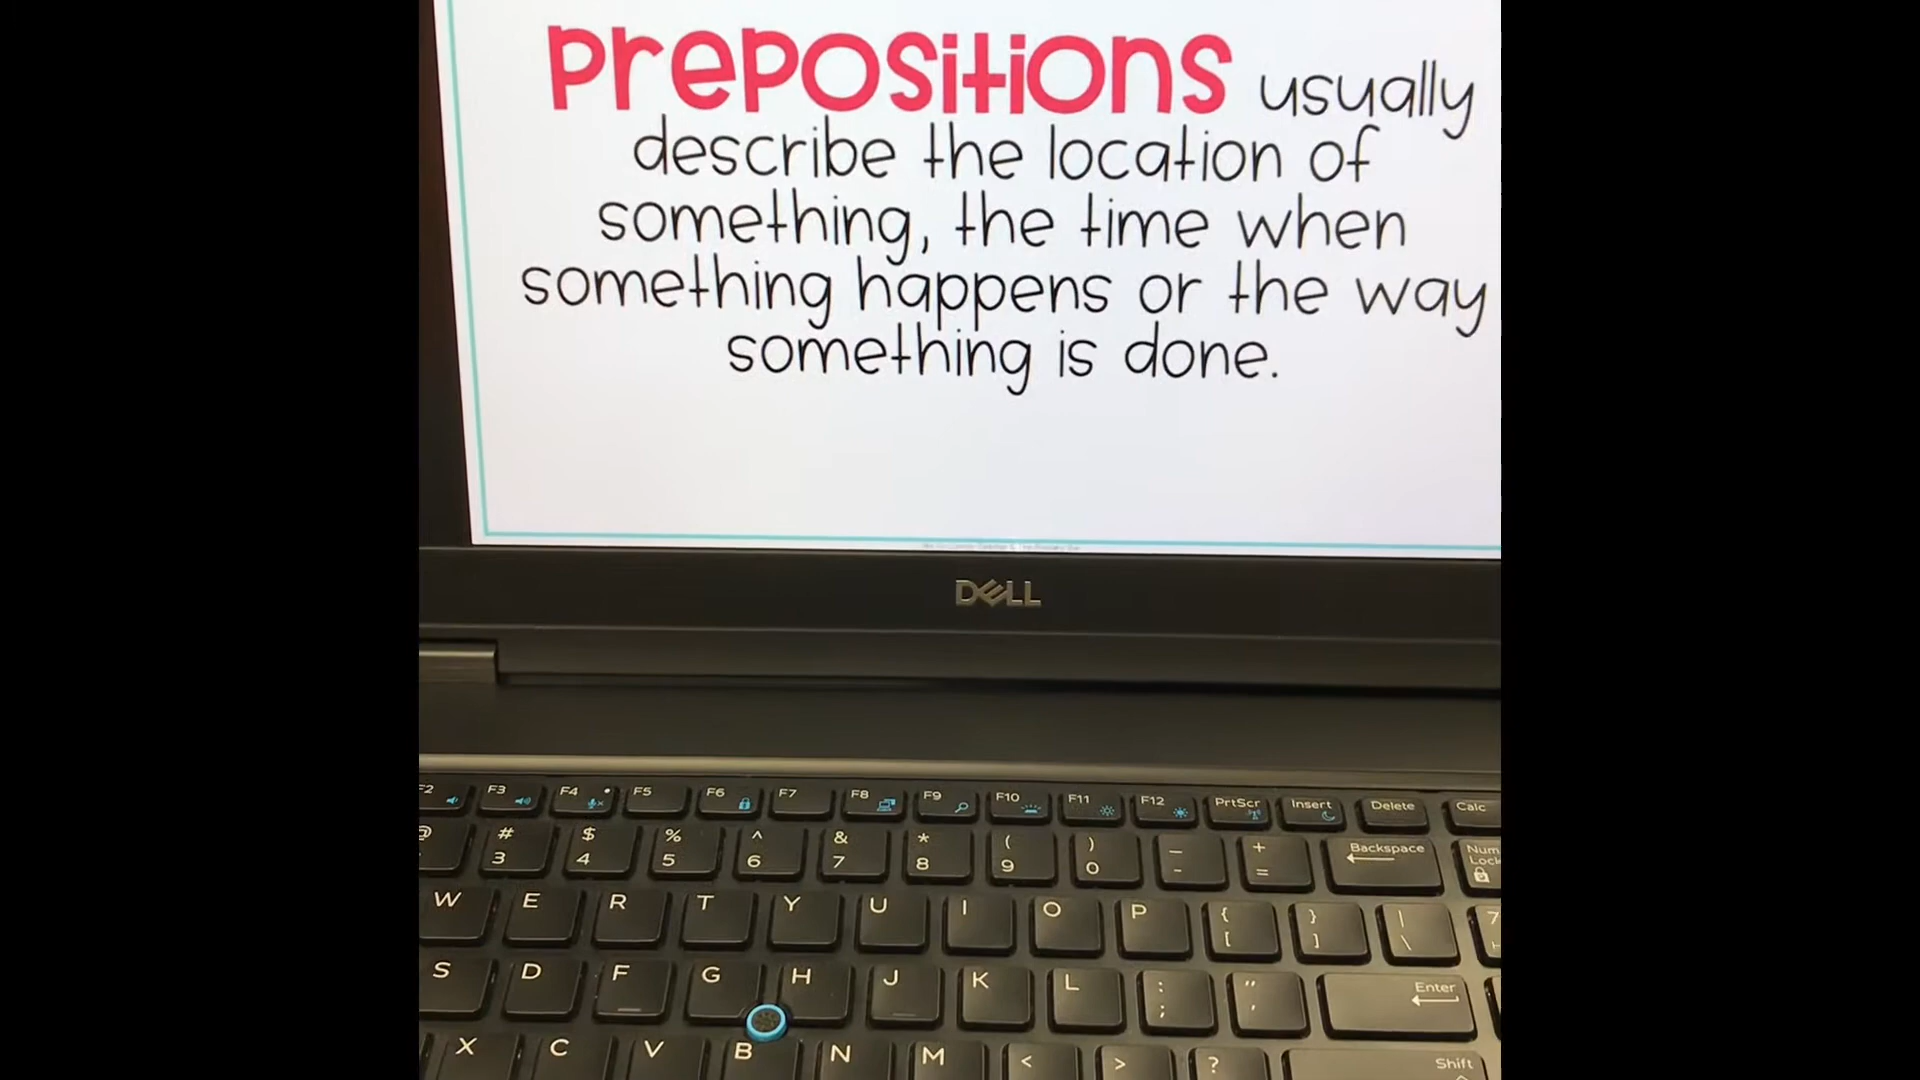 prepositions usually
describe the location of
something, the time when
something happens or the way
something is done.
DELL
F2 F3 F4 F5 F6 F7 F8 F9 F10 F11 F12 PrtScr Insert Delete Calc
@ # $ % ^ & * ( ) _ + Backspace Num
3 4 5 6 7 8 9 0 - = Lock
W E R T Y U I O P { } | 7
[ ] \
S D F G H J K L : " Enter
; '
X C V B N M < > ? Shift